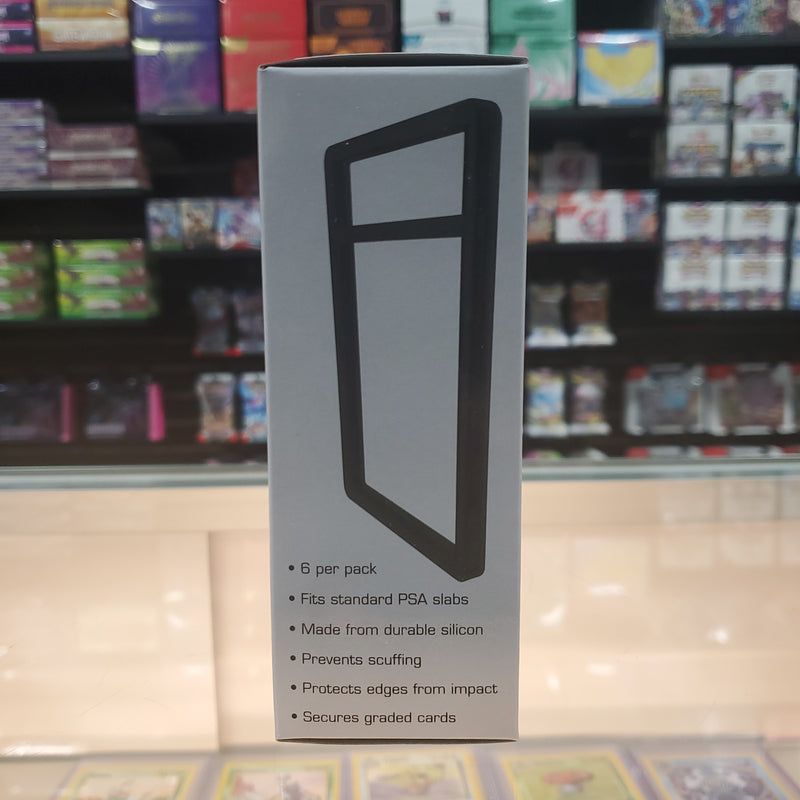 • 6 per pack
• Fits standard PSA slabs
• Made from durable silicon
• Prevents scuffing
• Protects edges from impact
• Secures graded cards